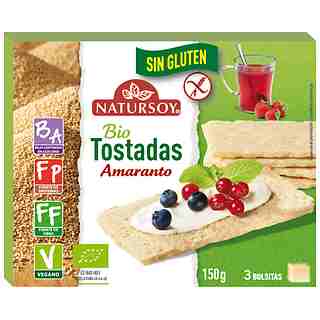 SIN GLUTEN
NATURSOY
Bio
Tostadas
Amaranto
BA
FP
FF
V
VEGANO
150g
3 BOLSITAS